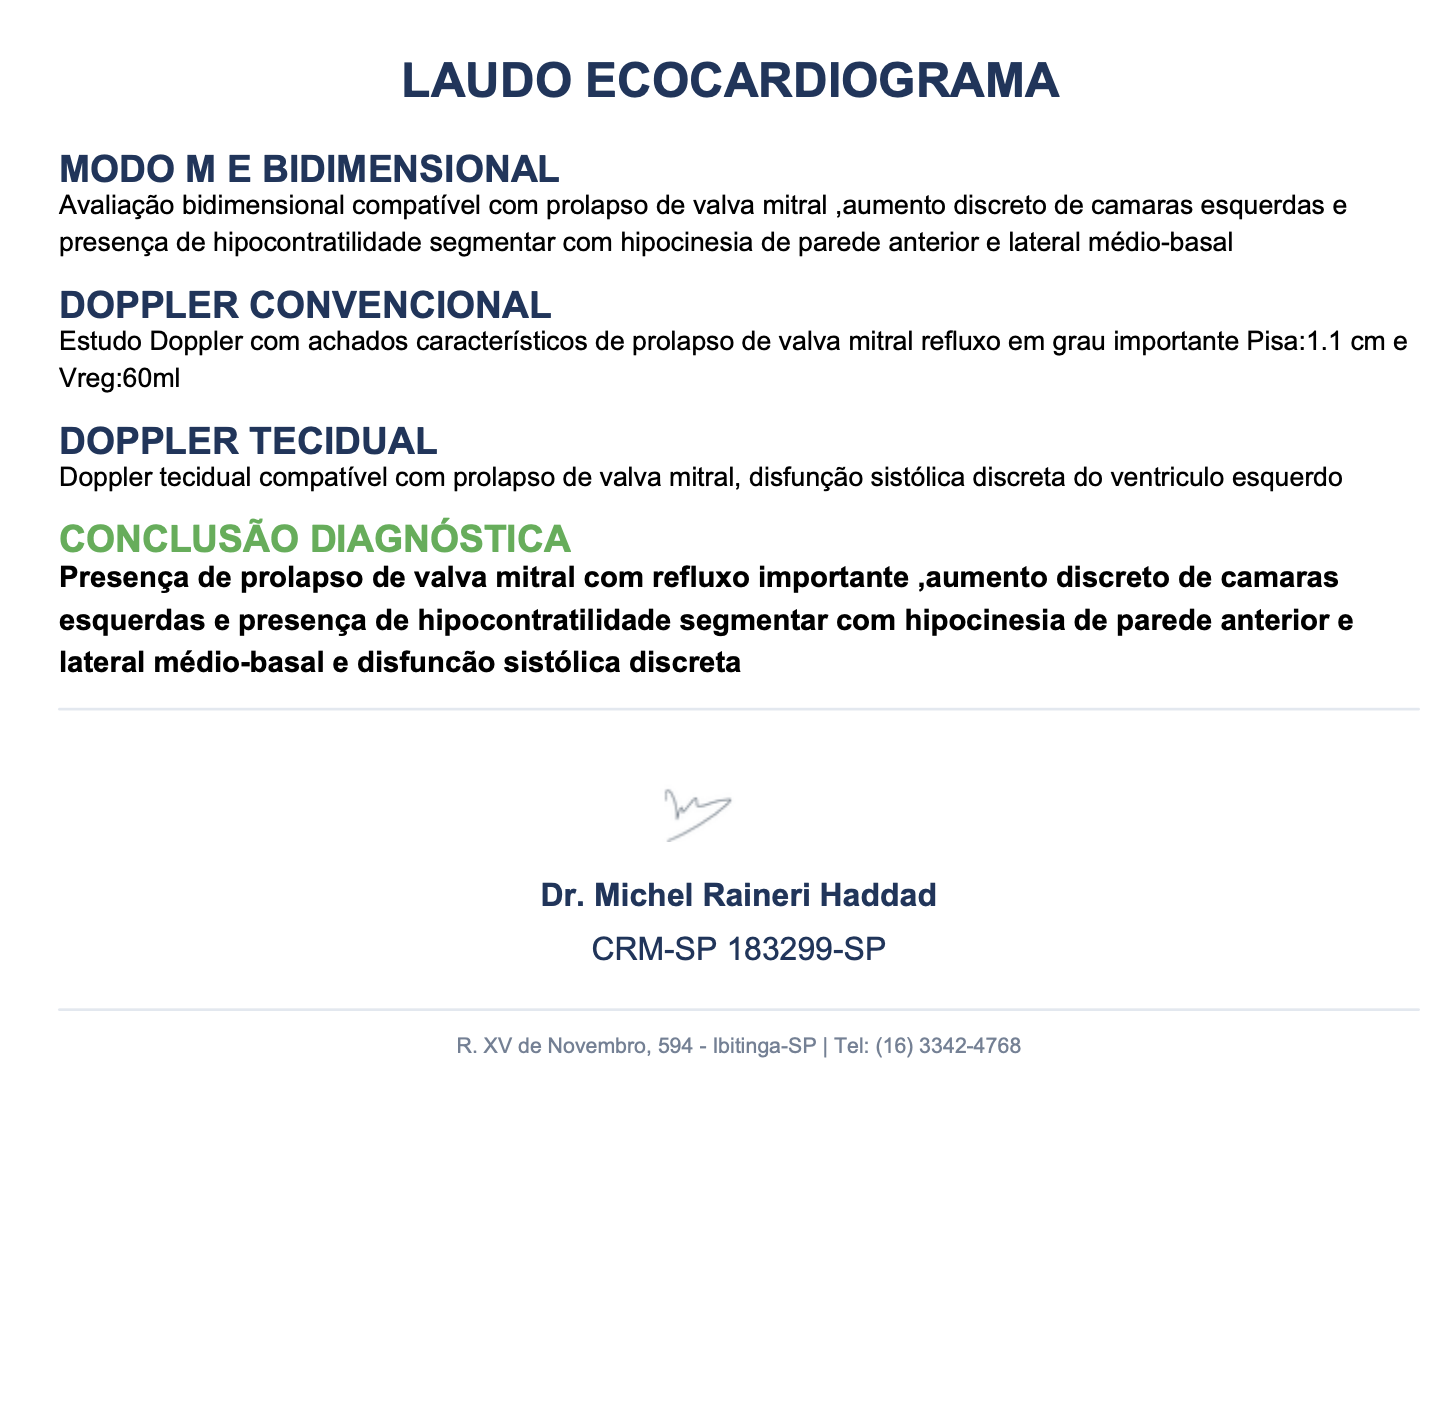 LAUDO ECOCARDIOGRAMA
MODO M E BIDIMENSIONAL
Avaliação bidimensional compatível com prolapso de valva mitral ,aumento discreto de camaras esquerdas e
presença de hipocontratilidade segmentar com hipocinesia de parede anterior e lateral médio-basal
DOPPLER CONVENCIONAL
Estudo Doppler com achados característicos de prolapso de valva mitral refluxo em grau importante Pisa:1.1 cm e
Vreg:60ml
DOPPLER TECIDUAL
Doppler tecidual compatível com prolapso de valva mitral, disfunção sistólica discreta do ventriculo esquerdo
CONCLUSÃO DIAGNÓSTICA
Presença de prolapso de valva mitral com refluxo importante ,aumento discreto de camaras
esquerdas e presença de hipocontratilidade segmentar com hipocinesia de parede anterior e
lateral médio-basal e disfuncão sistólica discreta
Dr. Michel Raineri Haddad
CRM-SP 183299-SP
R. XV de Novembro, 594 - Ibitinga-SP | Tel: (16) 3342-4768